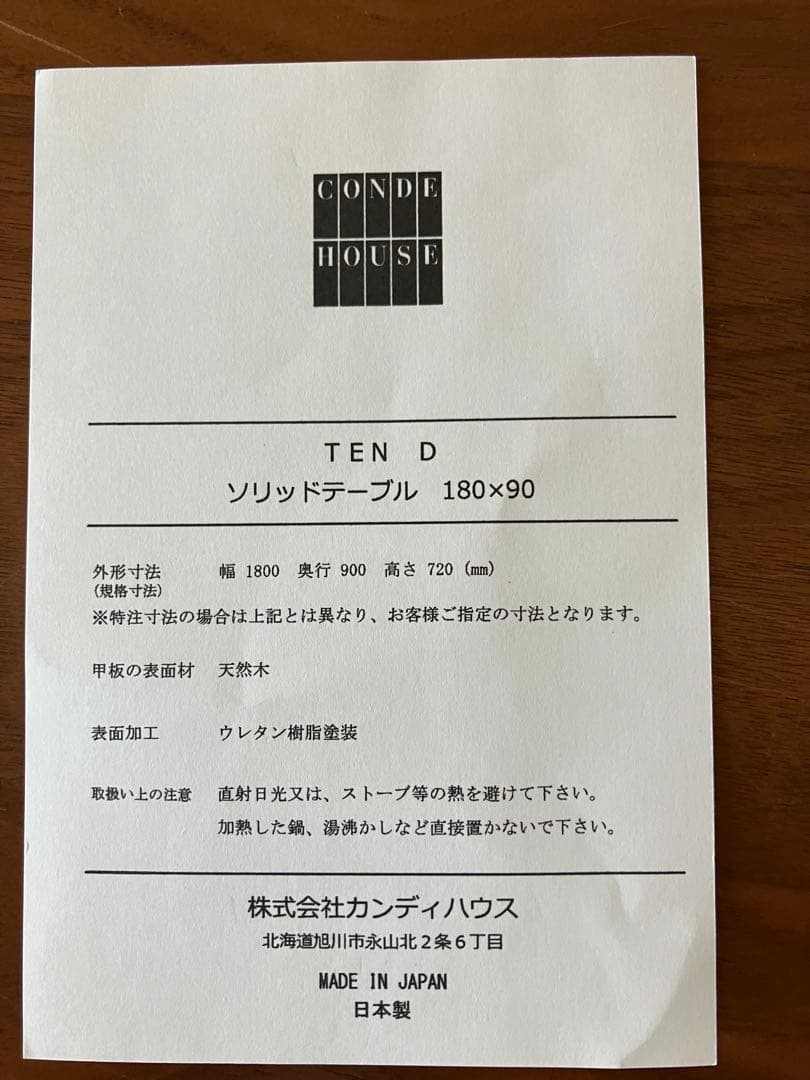 CONDE
HOUSE
TEN D
ソリッドテーブル 180×90
外形寸法 幅 1800 奥行 900 高さ 720 (mm)
(規格寸法)
※特注寸法の場合は上記とは異なり、お客様ご指定の寸法となります。
甲板の表面材 天然木
表面加工 ウレタン樹脂塗装
取扱い上の注意 直射日光又は、ストーブ等の熱を避けて下さい。
加熱した鍋、湯沸かしなど直接置かないで下さい。
株式会社カンディハウス
北海道旭川市永山北2条6丁目
MADE IN JAPAN
日本製